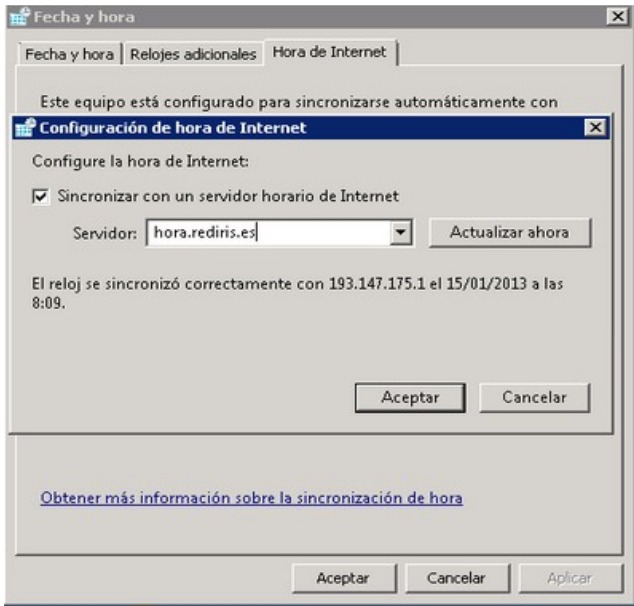 Fecha y hora
Fecha y hora Relojes adicionales Hora de Internet
Este equipo está configurado para sincronizarse automáticamente con
Configuración de hora de Internet
Configure la hora de Internet:
Sincronizar con un servidor horario de Internet
Servidor: hora.rediris.es Actualizar ahora
El reloj se sincronizó correctamente con 193.147.175.1 el 15/01/2013 a las
8:09.
Aceptar Cancelar
Obtener más información sobre la sincronización de hora
Aceptar Cancelar Aplicar